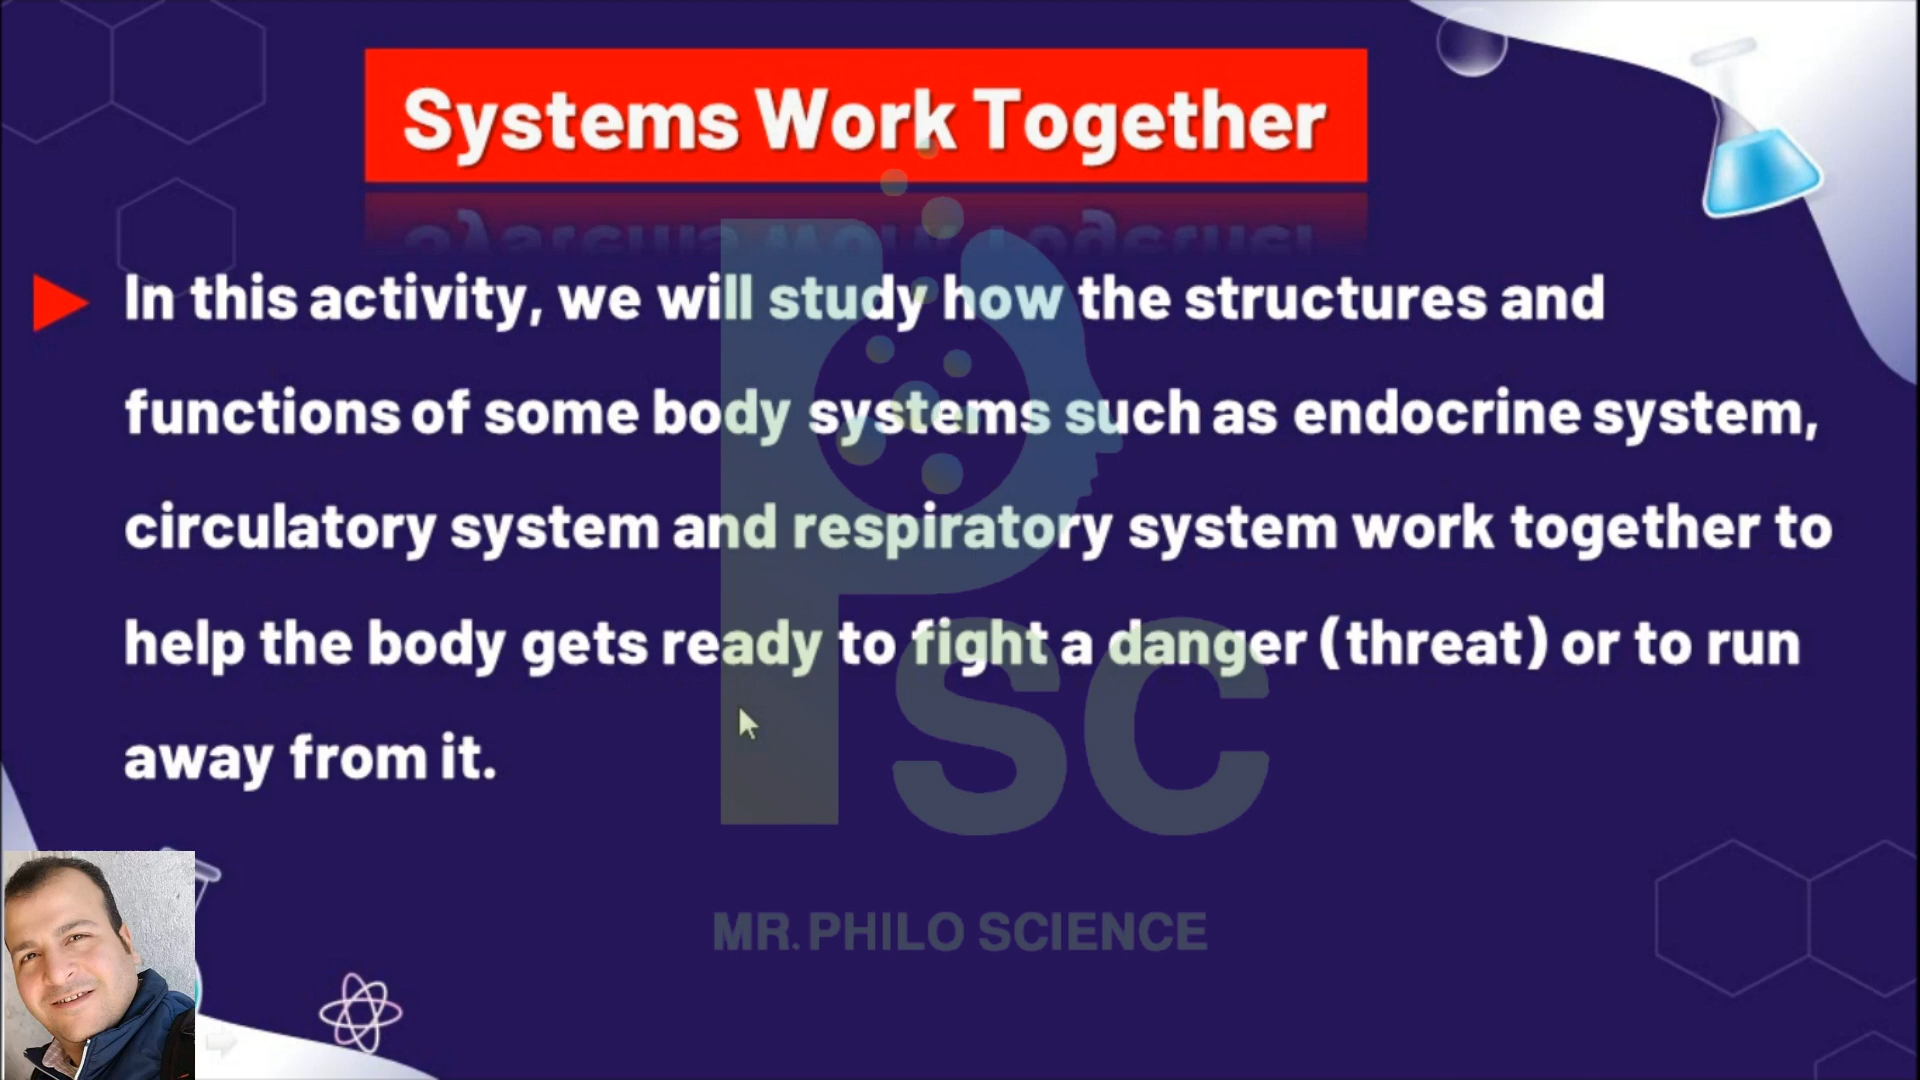 Systems Work Together
In this activity, we will study how the structures and
functions of some body systems such as endocrine system,
circulatory system and respiratory system work together to
help the body gets ready to fight a danger (threat) or to run
away from it.
Psc
MR. PHILO SCIENCE